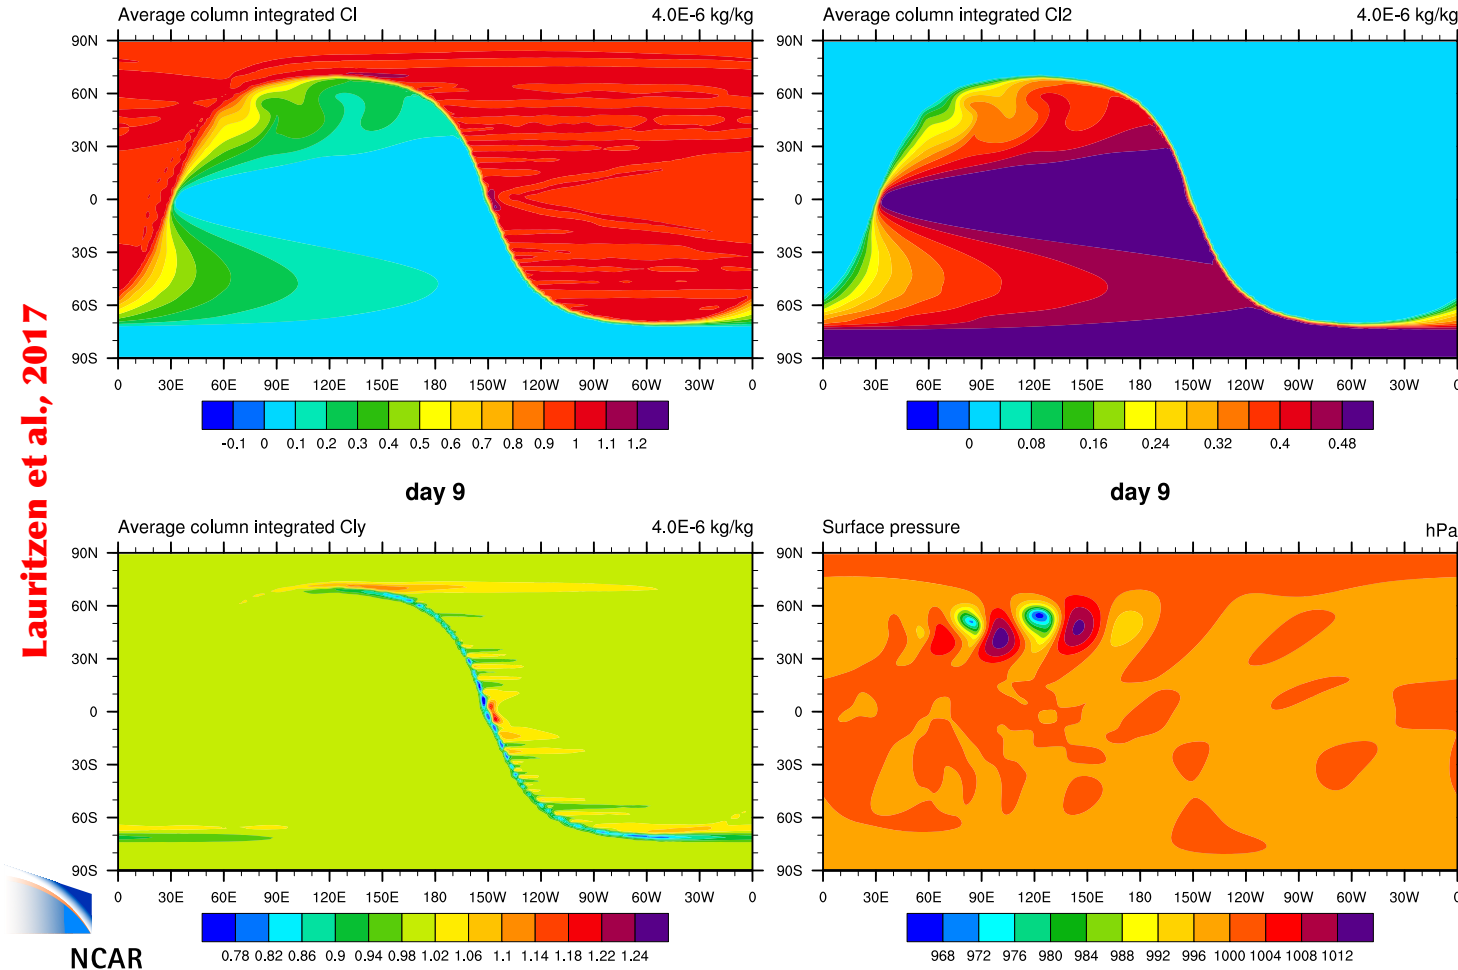 Average column integrated Cl 4.0E-6 kg/kg
90N
60N
30N
0
30S
60S
90S
0 30E 60E 90E 120E 150E 180 150W 120W 90W 60W 30W 0
-0.1 0 0.1 0.2 0.3 0.4 0.5 0.6 0.7 0.8 0.9 1 1.1 1.2
Average column integrated Cl2 4.0E-6 kg/kg
90N
60N
30N
0
30S
60S
90S
0 30E 60E 90E 120E 150E 180 150W 120W 90W 60W 30W 0
0 0.08 0.16 0.24 0.32 0.4 0.48
Lauritzen et al., 2017
day 9
Average column integrated Cly 4.0E-6 kg/kg
90N
60N
30N
0
30S
60S
90S
0 30E 60E 90E 120E 150E 180 150W 120W 90W 60W 30W 0
0.78 0.82 0.86 0.9 0.94 0.98 1.02 1.06 1.1 1.14 1.18 1.22 1.24
day 9
Surface pressure hPa
90N
60N
30N
0
30S
60S
90S
0 30E 60E 90E 120E 150E 180 150W 120W 90W 60W 30W 0
968 972 976 980 984 988 992 996 1000 1004 1008 1012
NCAR